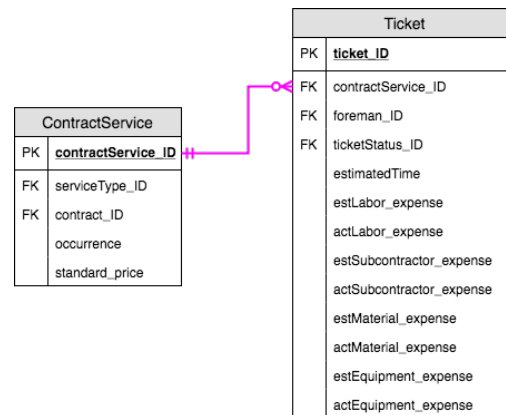 Ticket
PK ticket_ID
FK contractService_ID
FK foreman_ID
FK ticketStatus_ID
estimatedTime
estLabor_expense
actLabor_expense
estSubcontractor_expense
actSubcontractor_expense
estMaterial_expense
actMaterial_expense
estEquipment_expense
actEquipment_expense
ContractService
PK contractService_ID
FK serviceType_ID
FK contract_ID
occurrence
standard_price